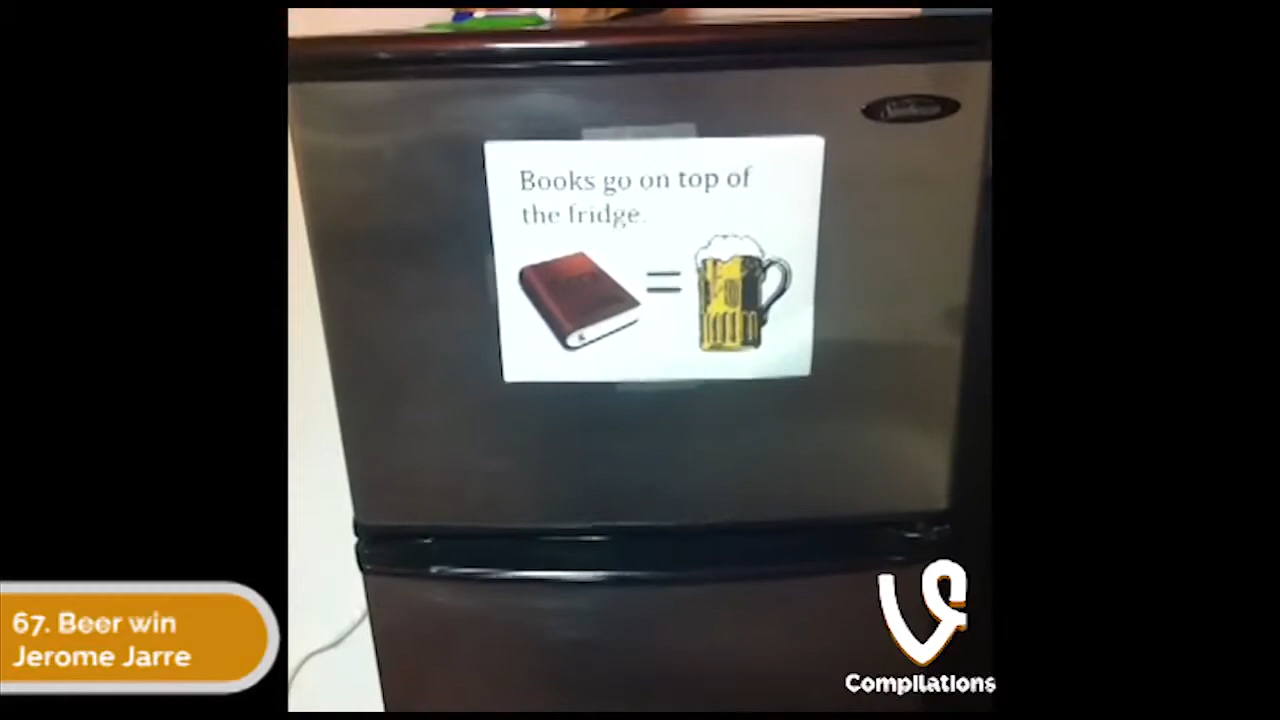 Books go on top of
the fridge.
=
67. Beer win
Jerome Jarre
Compilations